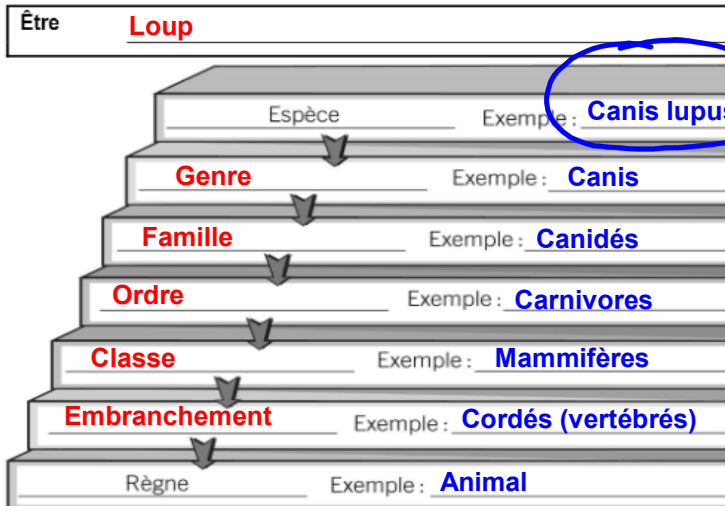 Être Loup
Espèce Exemple : Canis lupus
Genre Exemple : Canis
Famille Exemple : Canidés
Ordre Exemple : Carnivores
Classe Exemple : Mammifères
Embranchement Exemple : Cordés (vertébrés)
Règne Exemple : Animal